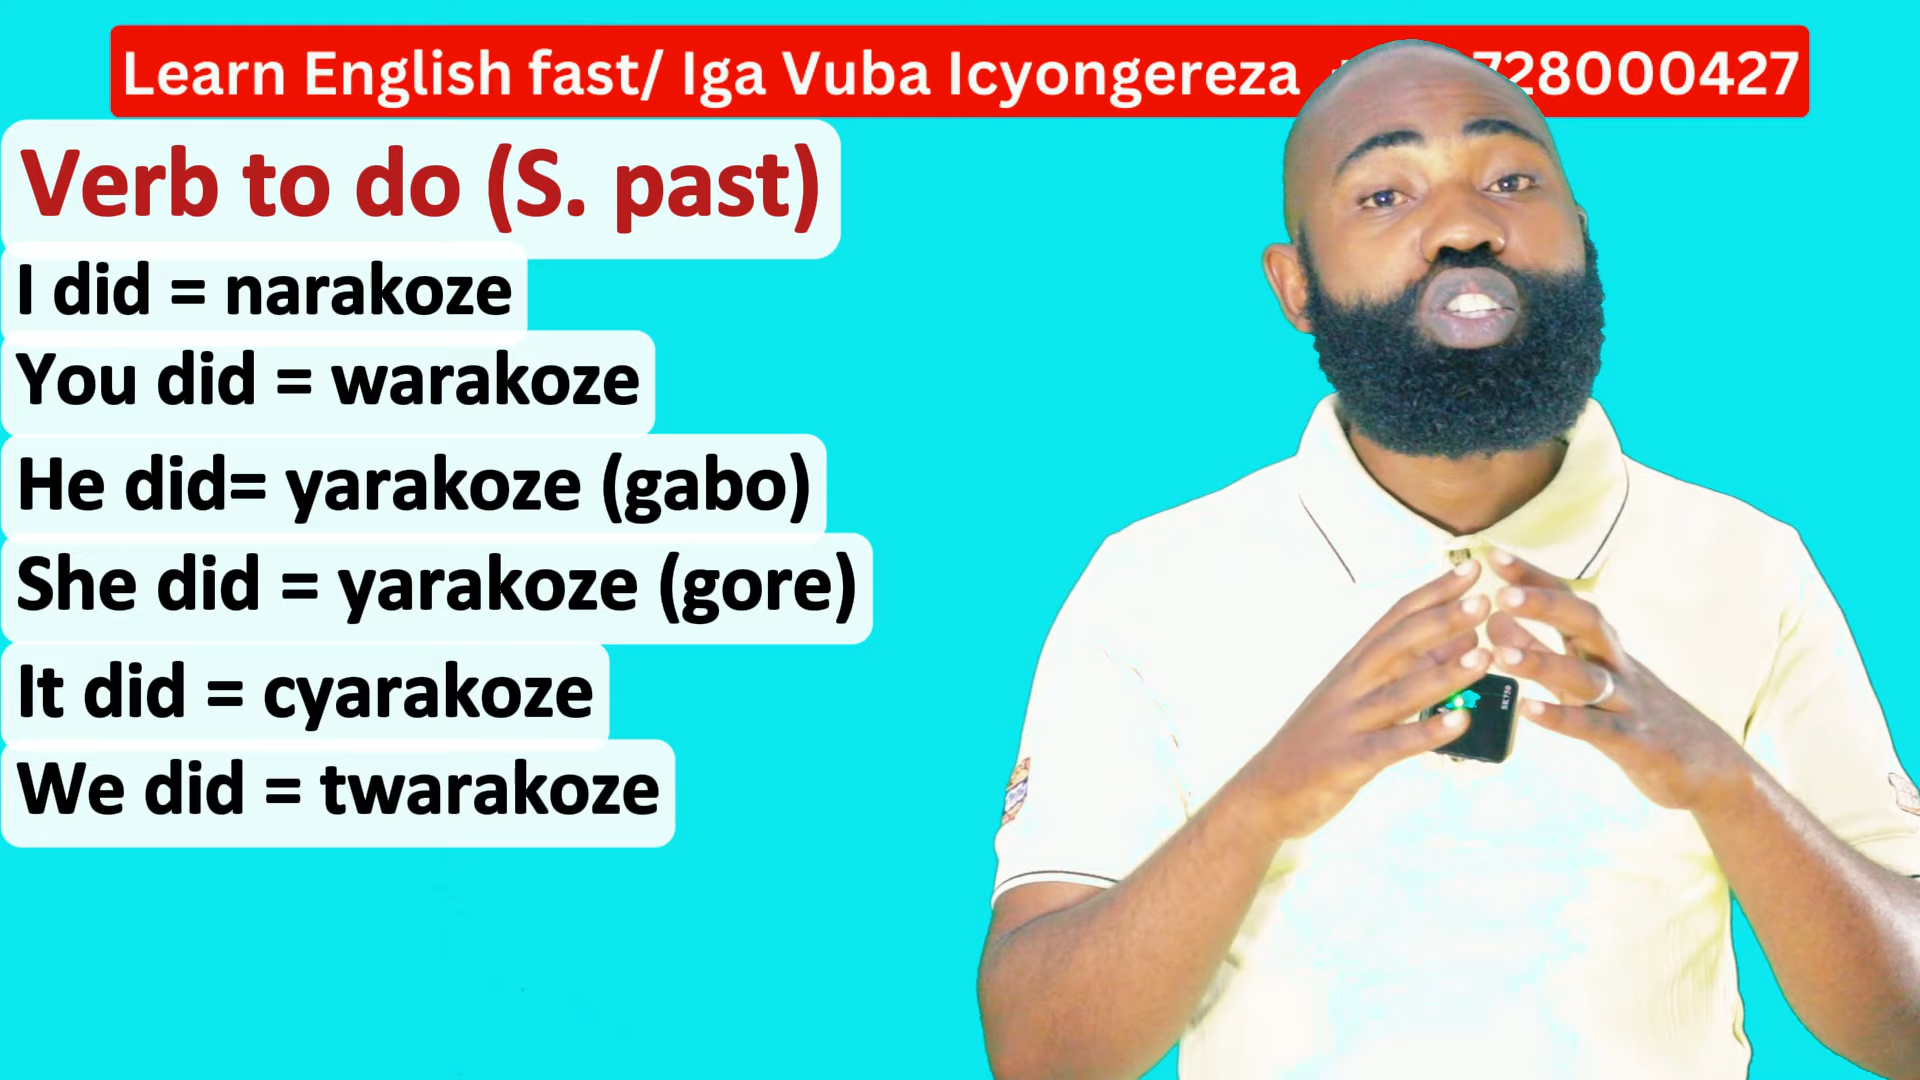 Learn English fast/ Iga Vuba Icyongereza 728000427
Verb to do (S. past)
I did = narakoze
You did = warakoze
He did= yarakoze (gabo)
She did = yarakoze (gore)
It did = cyarakoze
We did = twarakoze
SK750